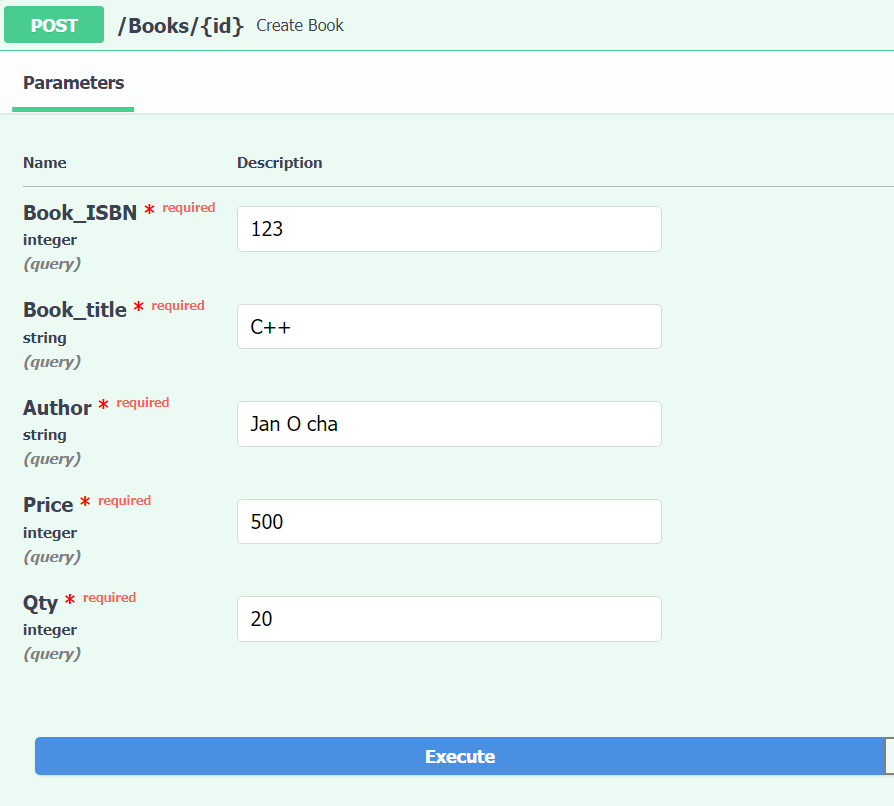 POST /Books/{id} Create Book
Parameters
Name Description
Book_ISBN * required 123
integer
(query)
Book_title * required C++
string
(query)
Author * required Jan O cha
string
(query)
Price * required 500
integer
(query)
Qty * required 20
integer
(query)
Execute